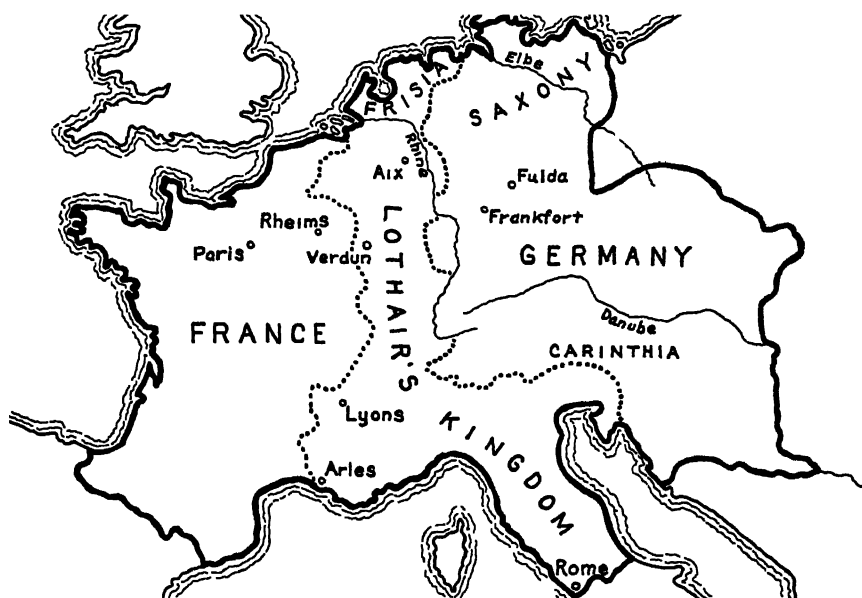 Elbe
FRISIA
SAXONY
Rhine
Aix
Fulda
Frankfort
Rheims
Paris
Verdun
GERMANY
LOTHAIR'S
KINGDOM
FRANCE
Danube
CARINTHIA
Lyons
Arles
Rome